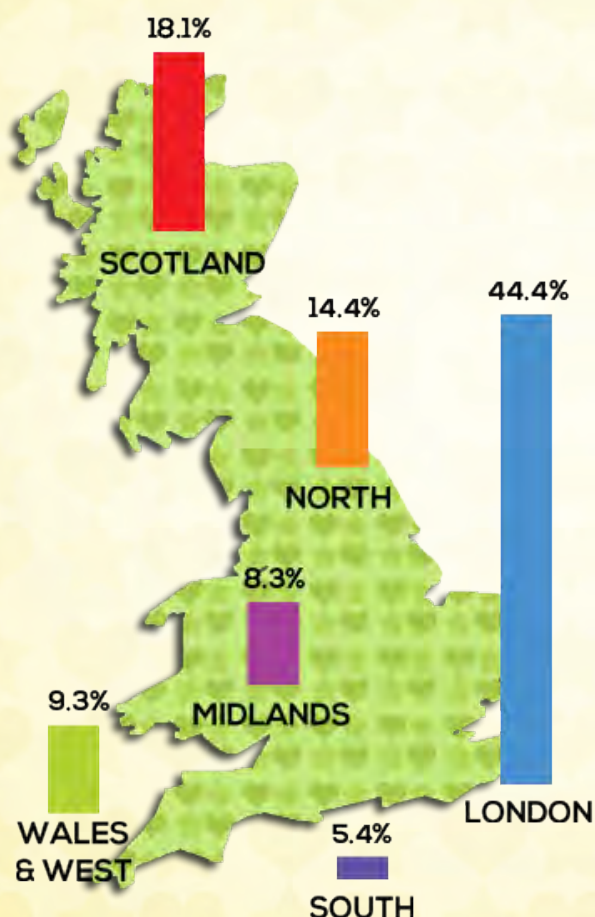 18.1%
SCOTLAND
14.4%
NORTH
44.4%
LONDON
8.3%
MIDLANDS
9.3%
WALES
& WEST
5.4%
SOUTH